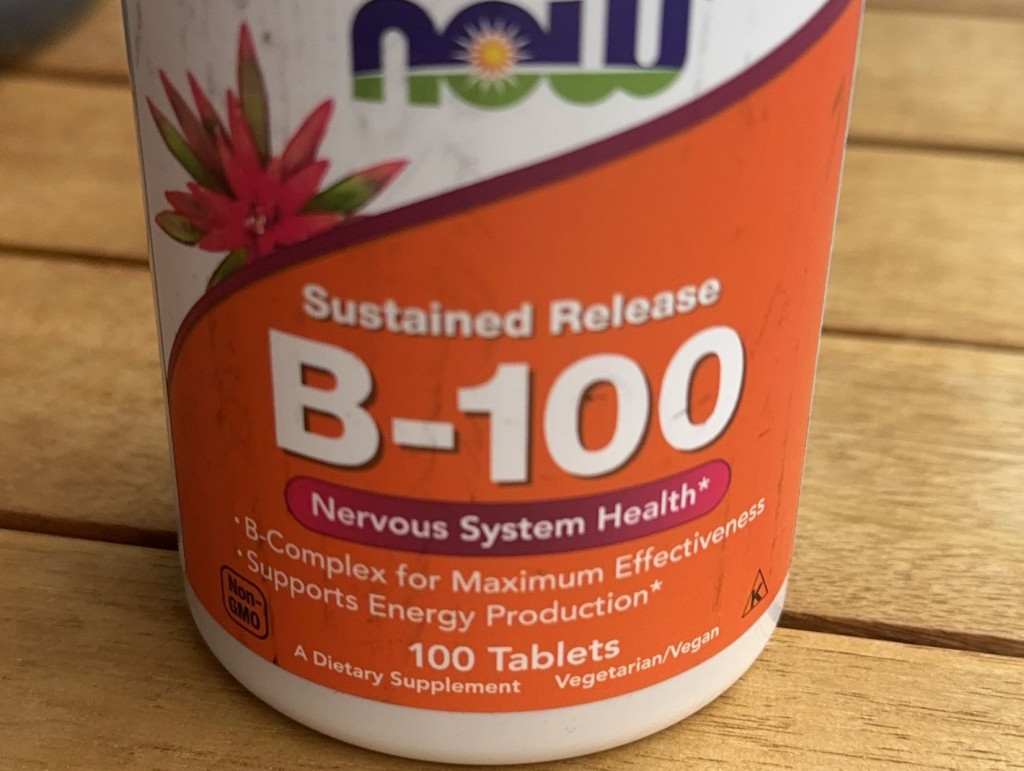 now
Sustained Release
B-100
Nervous System Health*
· B-Complex for Maximum Effectiveness
· Supports Energy Production*
Non-
GMO
K
100 Tablets
A Dietary Supplement
Vegetarian/Vegan